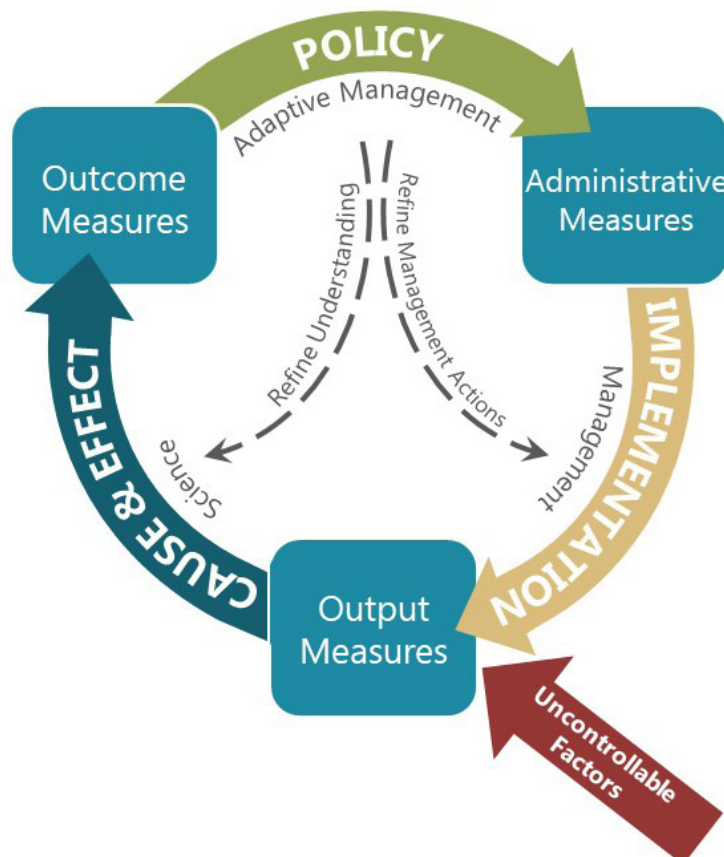 POLICY
Adaptive Management
Outcome
Measures
Administrative
Measures
Refine Understanding
Refine Management Actions
CAUSE & EFFECT
Science
Management
IMPLEMENTATION
Output
Measures
Uncontrollable
Factors